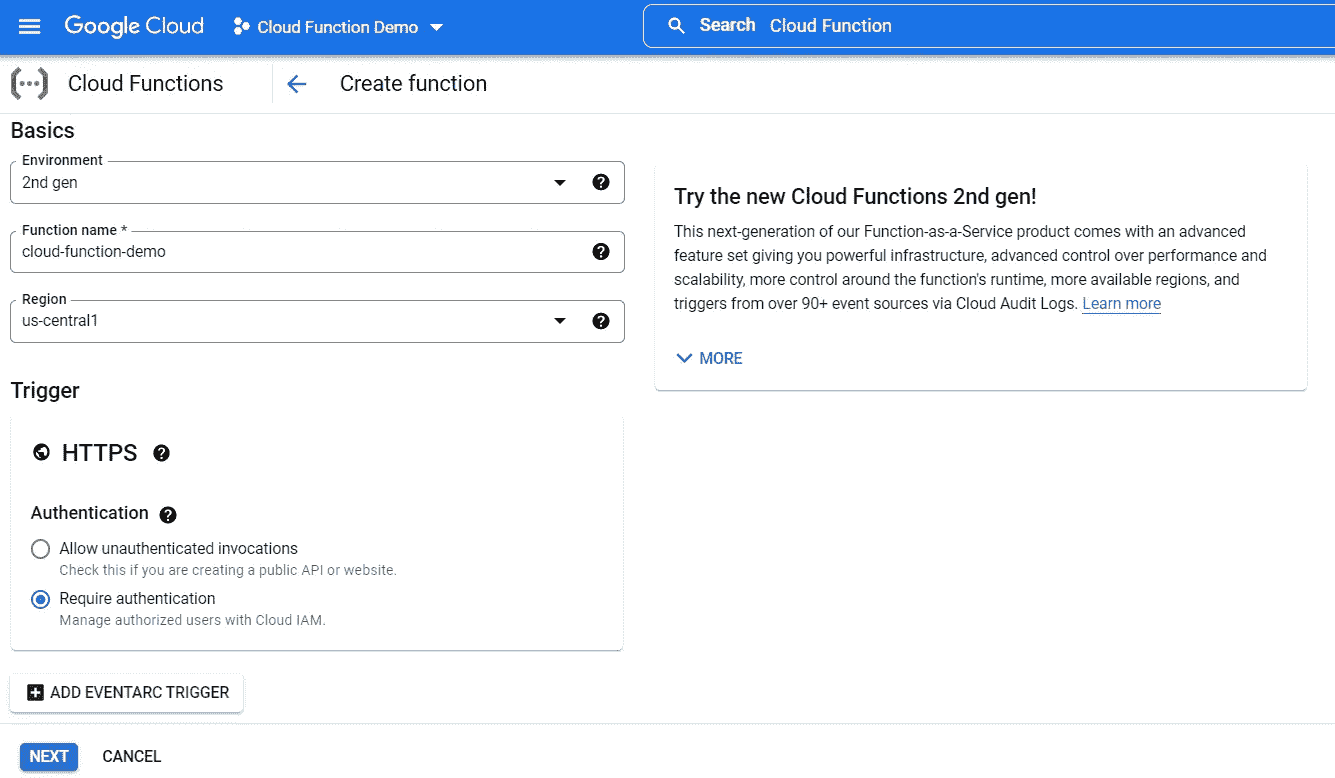 Google Cloud
Cloud Function Demo
Search Cloud Function
Cloud Functions
Create function
Basics
Environment
2nd gen
Function name *
cloud-function-demo
Region
us-central1
Trigger
HTTPS
Authentication
Allow unauthenticated invocations
Check this if you are creating a public API or website.
Require authentication
Manage authorized users with Cloud IAM.
ADD EVENTARC TRIGGER
NEXT
CANCEL
Try the new Cloud Functions 2nd gen!
This next-generation of our Function-as-a-Service product comes with an advanced
feature set giving you powerful infrastructure, advanced control over performance and
scalability, more control around the function's runtime, more available regions, and
triggers from over 90+ event sources via Cloud Audit Logs. Learn more
MORE